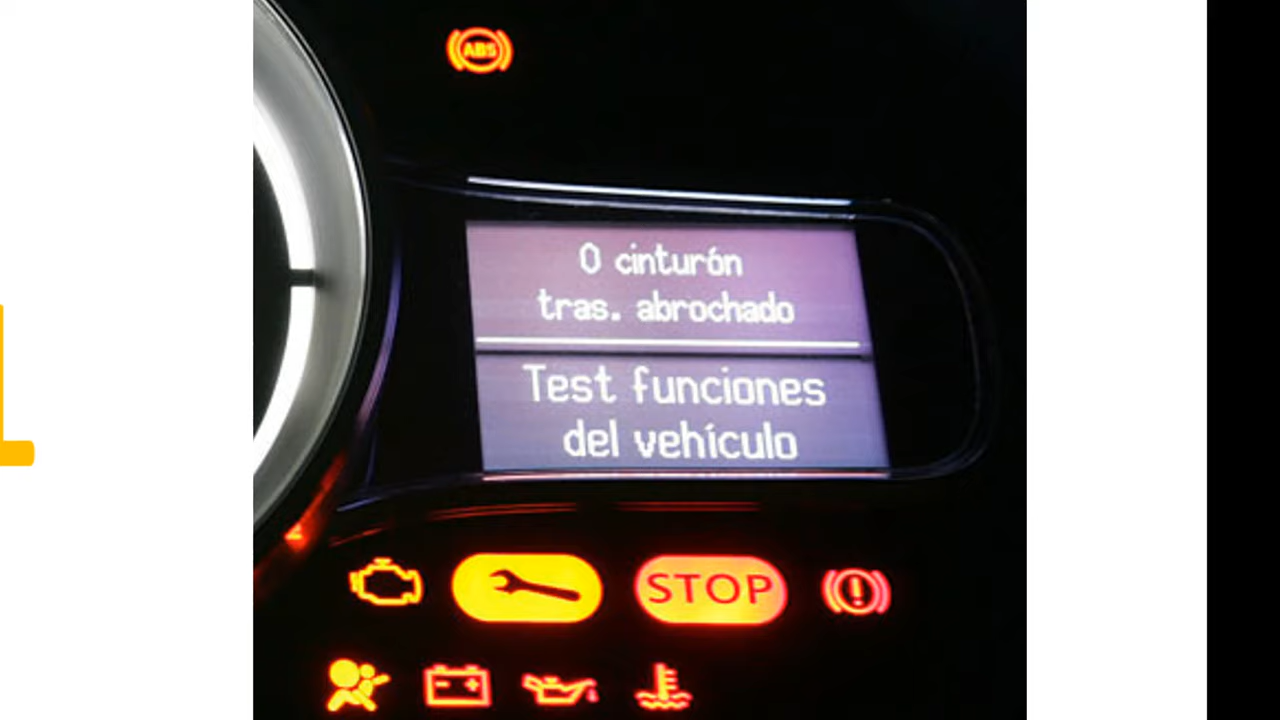 ABS
0 cinturón
tras. abrochado
Test funciones
del vehículo
STOP